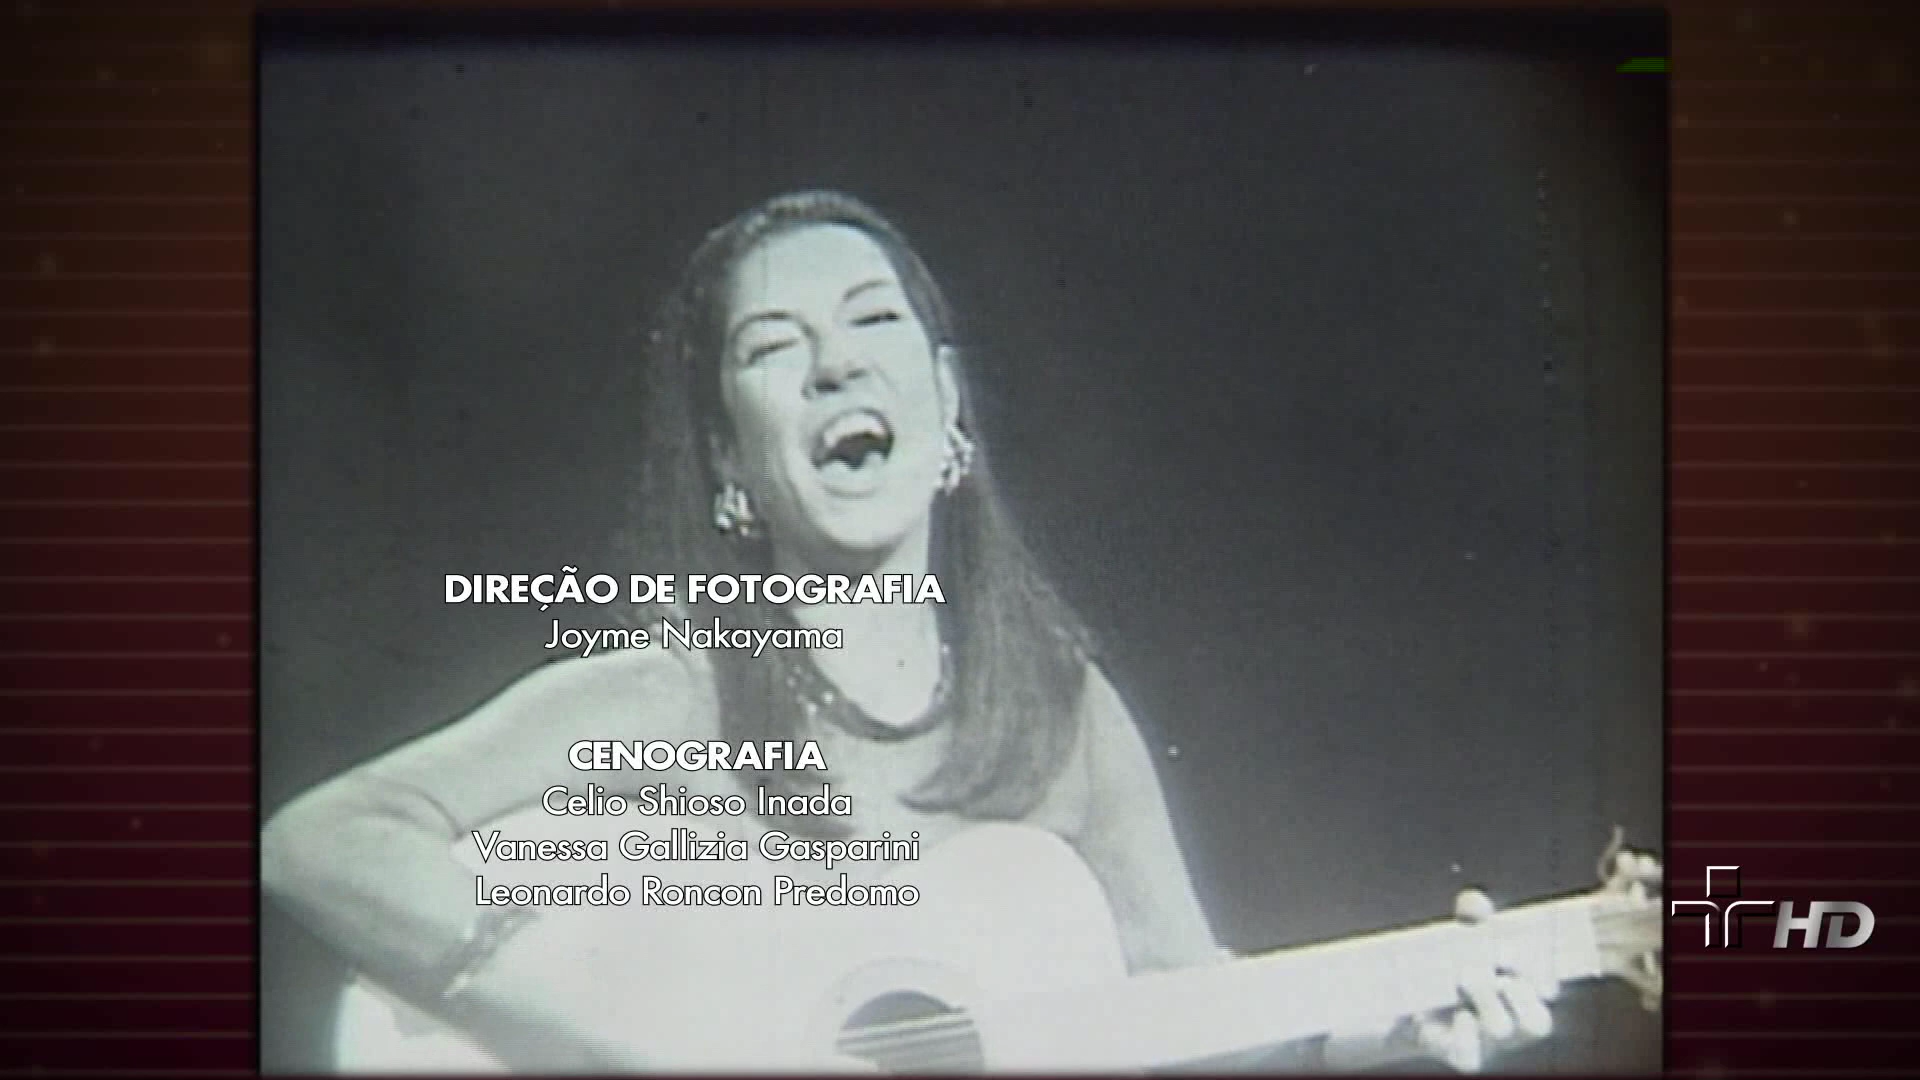 DIREÇÃO DE FOTOGRAFIA
Joyme Nakayama
CENOGRAFIA
Celio Shioso Inada
Vanessa Gallizia Gasparini
Leonardo Roncon Predomo
HD